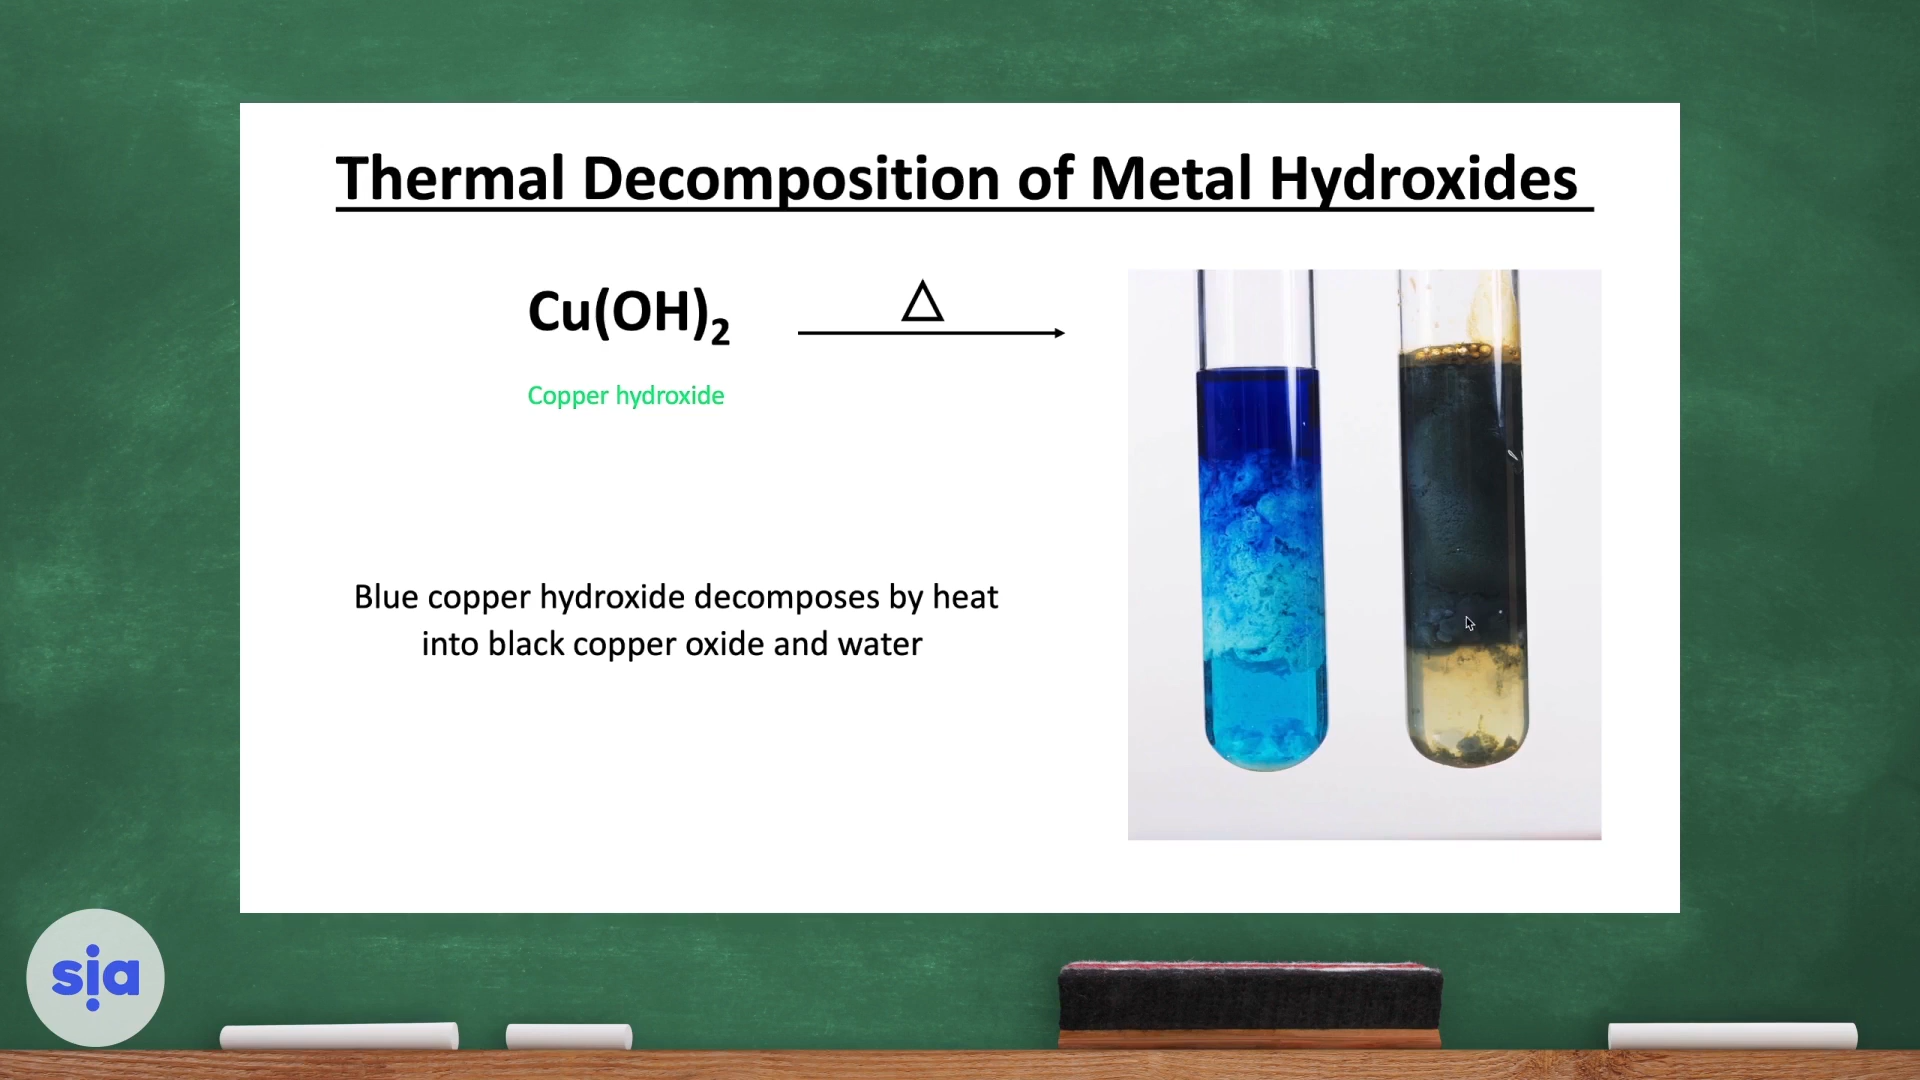 Thermal Decomposition of Metal Hydroxides
Cu(OH)₂
△
Copper hydroxide
Blue copper hydroxide decomposes by heat
into black copper oxide and water
sia